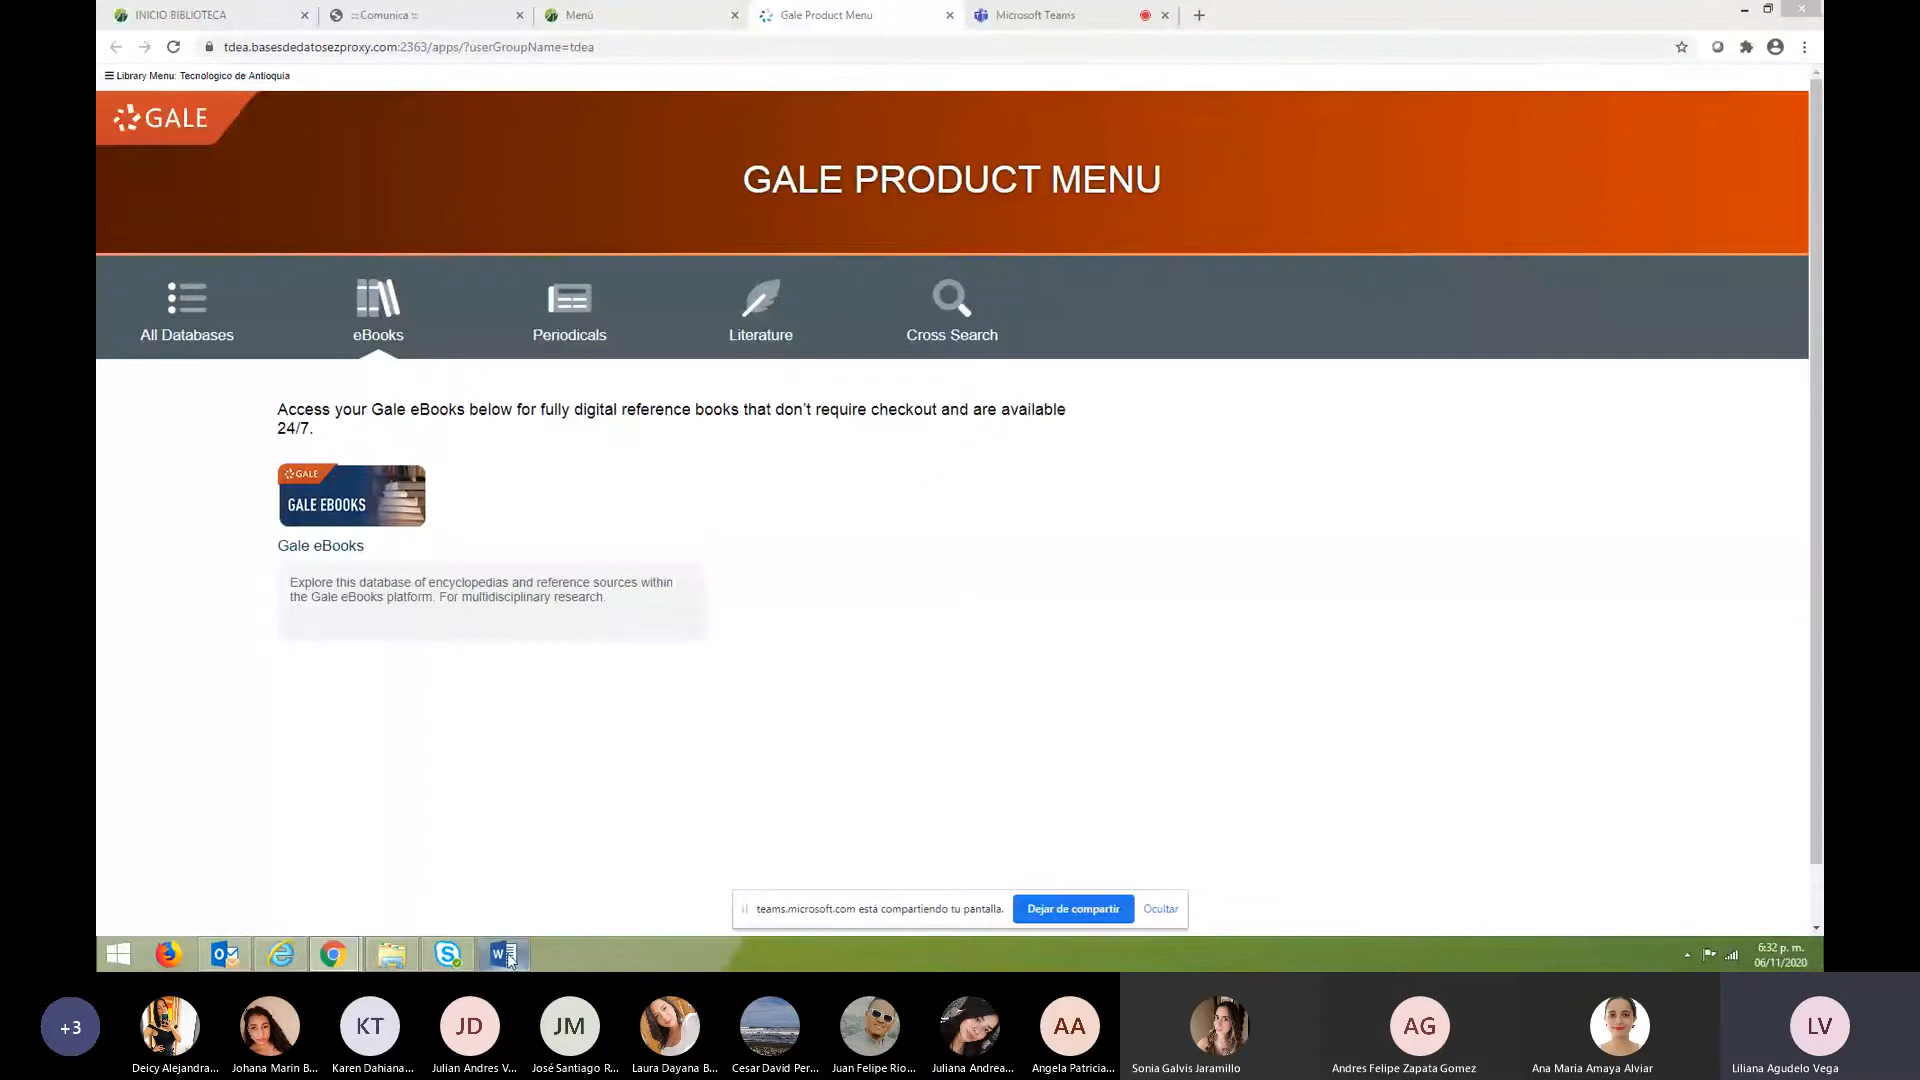 INICIO BIBLIOTECA
::: Comunica :::
Menú
Gale Product Menu
Microsoft Teams
tdea.basesdedatosezproxy.com:2363/apps/?userGroupName=tdea
Library Menu: Tecnologico de Antioquia
GALE
GALE PRODUCT MENU
All Databases
eBooks
Periodicals
Literature
Cross Search
Access your Gale eBooks below for fully digital reference books that don't require checkout and are available
24/7.
GALE
GALE EBOOKS
Gale eBooks
Explore this database of encyclopedias and reference sources within
the Gale eBooks platform. For multidisciplinary research.
teams.microsoft.com está compartiendo tu pantalla.
Dejar de compartir
Ocultar
6:32 p. m.
06/11/2020
+3
KT
JD
JM
AA
AG
LV
Deicy Alejandra...
Johana Marin B...
Karen Dahiana...
Julian Andres V...
José Santiago R...
Laura Dayana B...
Cesar David Per...
Juan Felipe Rio...
Juliana Andrea...
Angela Patricia...
Sonia Galvis Jaramillo
Andres Felipe Zapata Gomez
Ana Maria Amaya Alviar
Liliana Agudelo Vega